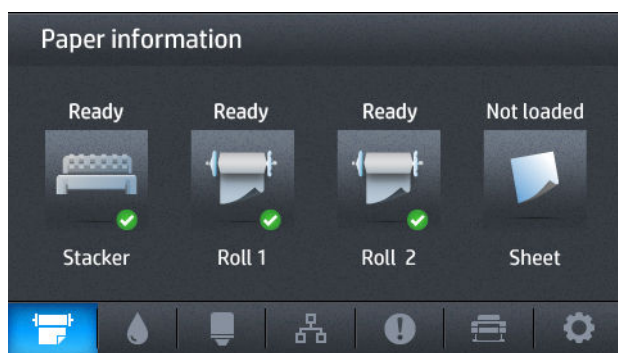 Paper information
Ready Ready Ready Not loaded
Stacker Roll 1 Roll 2 Sheet